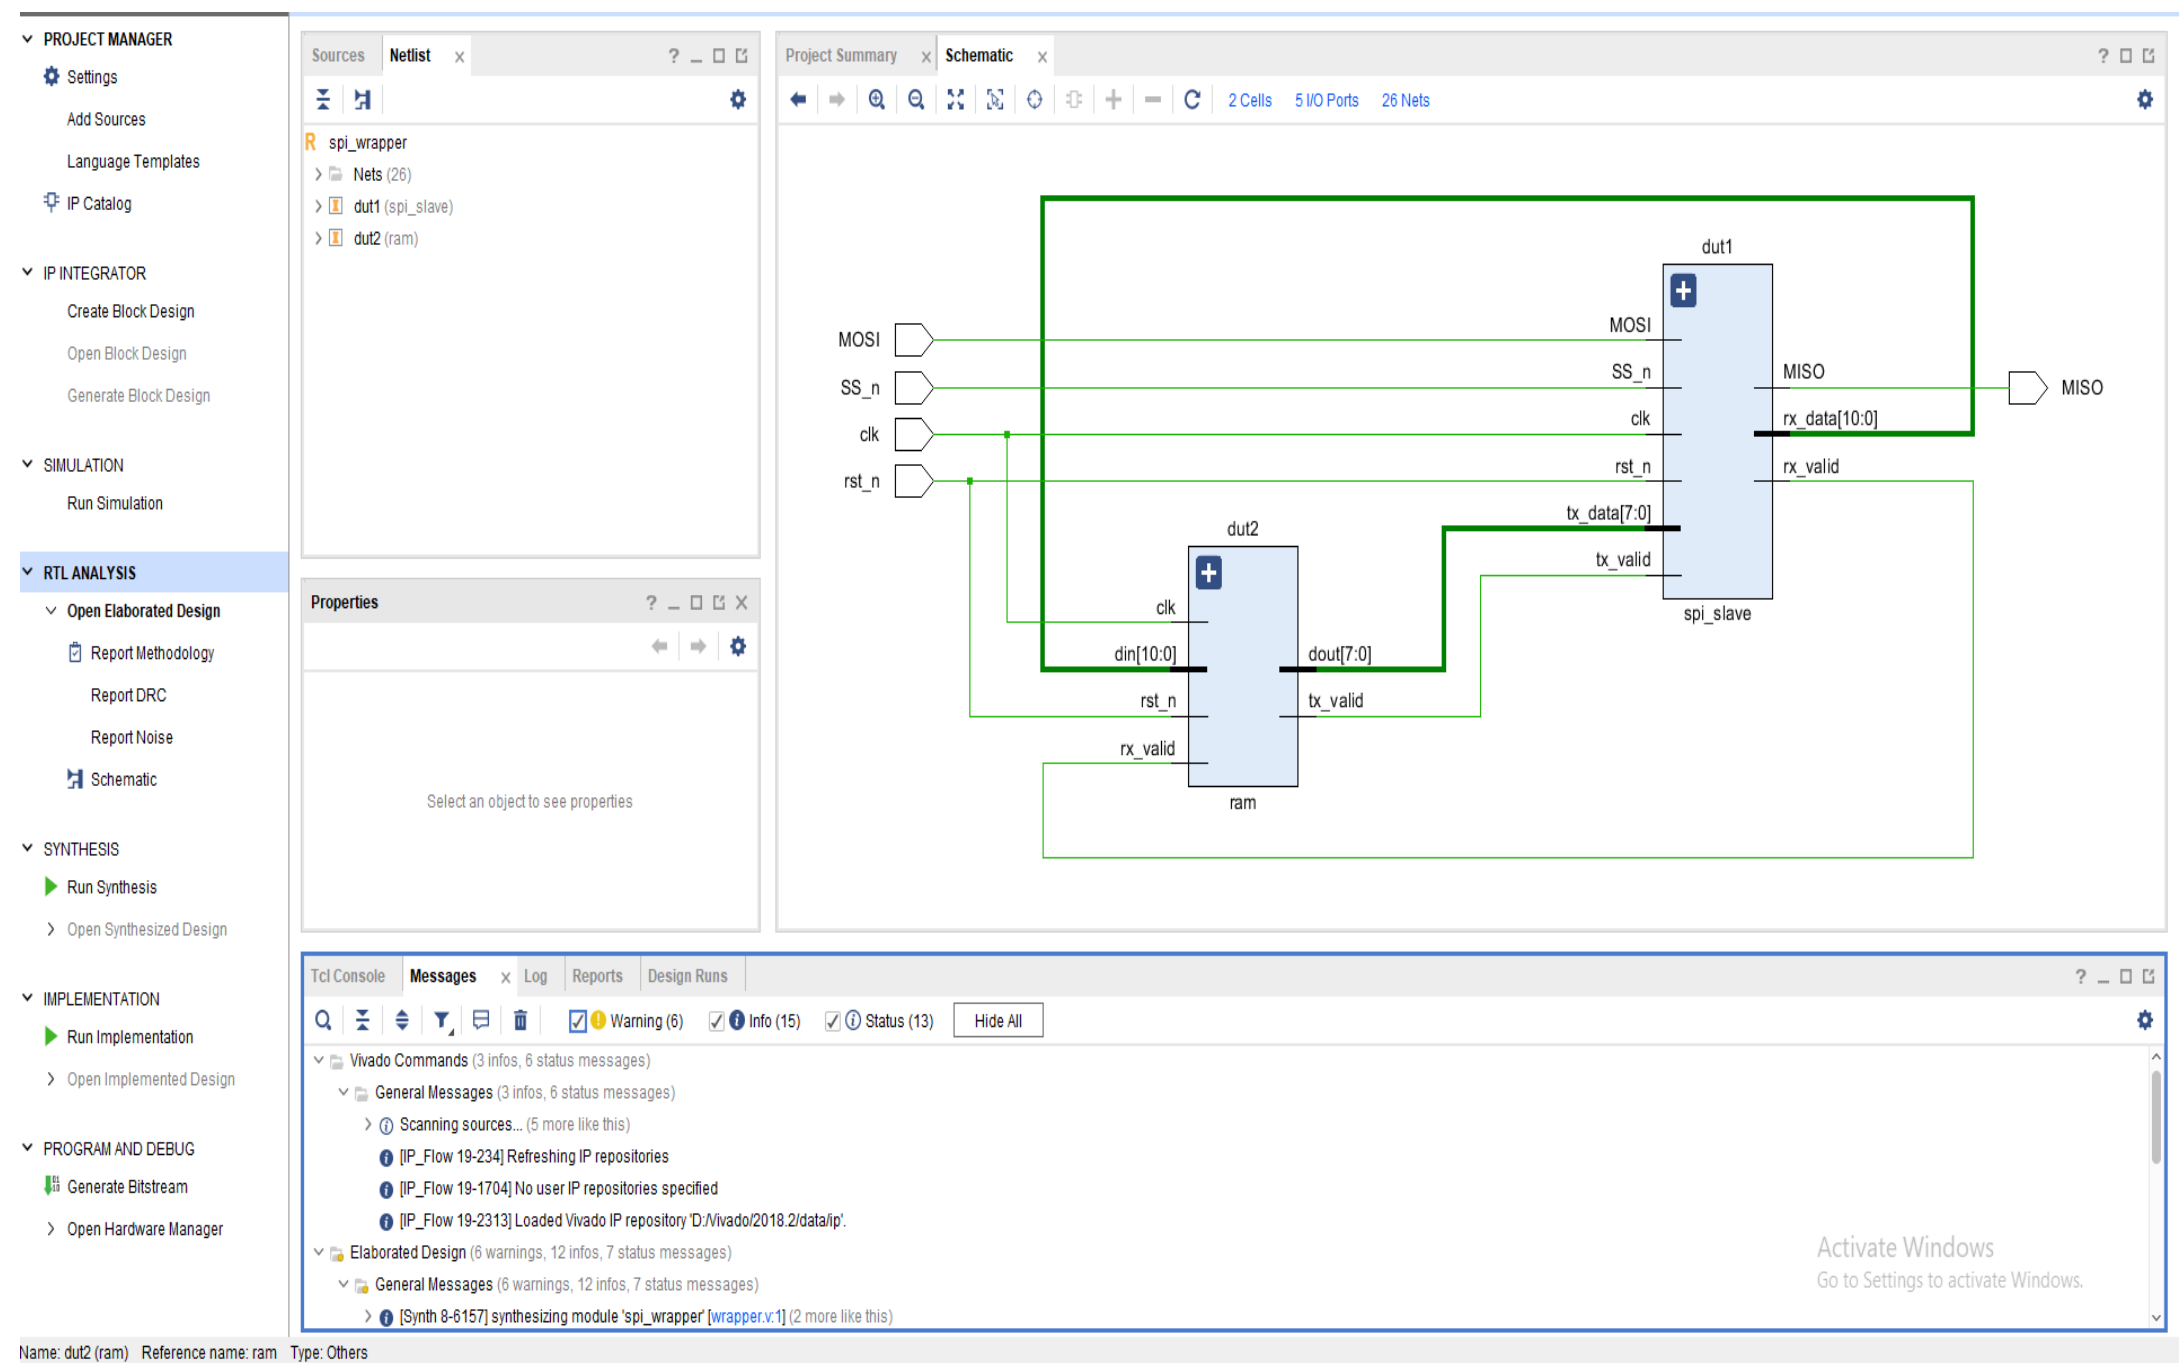 PROJECT MANAGER
Settings
Add Sources
Language Templates
IP Catalog
IP INTEGRATOR
Create Block Design
Open Block Design
Generate Block Design
SIMULATION
Run Simulation
RTL ANALYSIS
Open Elaborated Design
Report Methodology
Report DRC
Report Noise
Schematic
SYNTHESIS
Run Synthesis
Open Synthesized Design
IMPLEMENTATION
Run Implementation
Open Implemented Design
PROGRAM AND DEBUG
Generate Bitstream
Open Hardware Manager
Sources Netlist
spi_wrapper
Nets (26)
dut1 (spi_slave)
dut2 (ram)
Properties
Select an object to see properties
Project Summary Schematic
2 Cells 5 I/O Ports 26 Nets
dut1
MOSI
SS_n
clk
rst_n
MOSI
SS_n
clk
rst_n
tx_data[7:0]
tx_valid
MISO
rx_data[10:0]
rx_valid
MISO
spi_slave
dut2
clk
din[10:0]
rst_n
rx_valid
dout[7:0]
tx_valid
ram
Tcl Console Messages Log Reports Design Runs
Warning (6) Info (15) Status (13) Hide All
Vivado Commands (3 infos, 6 status messages)
General Messages (3 infos, 6 status messages)
Scanning sources... (5 more like this)
[IP_Flow 19-234] Refreshing IP repositories
[IP_Flow 19-1704] No user IP repositories specified
[IP_Flow 19-2313] Loaded Vivado IP repository 'D:/Vivado/2018.2/data/ip'.
Elaborated Design (6 warnings, 12 infos, 7 status messages)
General Messages (6 warnings, 12 infos, 7 status messages)
[Synth 8-6157] synthesizing module 'spi_wrapper' [wrapper.v:1] (2 more like this)
Activate Windows
Go to Settings to activate Windows.
Name: dut2 (ram) Reference name: ram Type: Others